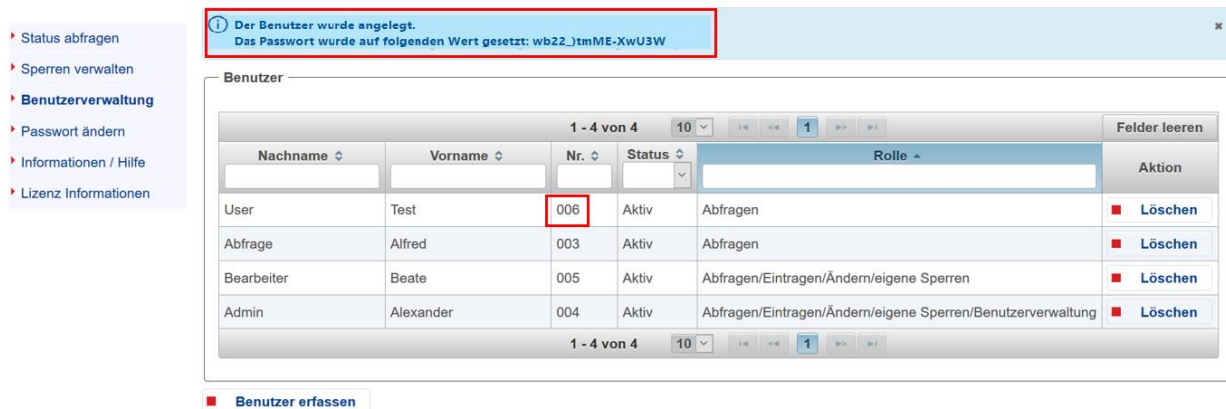 Status abfragen
Sperren verwalten
Benutzerverwaltung
Passwort ändern
Informationen / Hilfe
Lizenz Informationen
Der Benutzer wurde angelegt.
Das Passwort wurde auf folgenden Wert gesetzt: wb22_)tmME-XwU3W
Benutzer
1 - 4 von 4 10 1 Felder leeren
Nachname Vorname Nr. Status Rolle Aktion
User Test 006 Aktiv Abfragen Löschen
Abfrage Alfred 003 Aktiv Abfragen Löschen
Bearbeiter Beate 005 Aktiv Abfragen/Eintragen/Ändern/eigene Sperren Löschen
Admin Alexander 004 Aktiv Abfragen/Eintragen/Ändern/eigene Sperren/Benutzerverwaltung Löschen
1 - 4 von 4 10 1
Benutzer erfassen